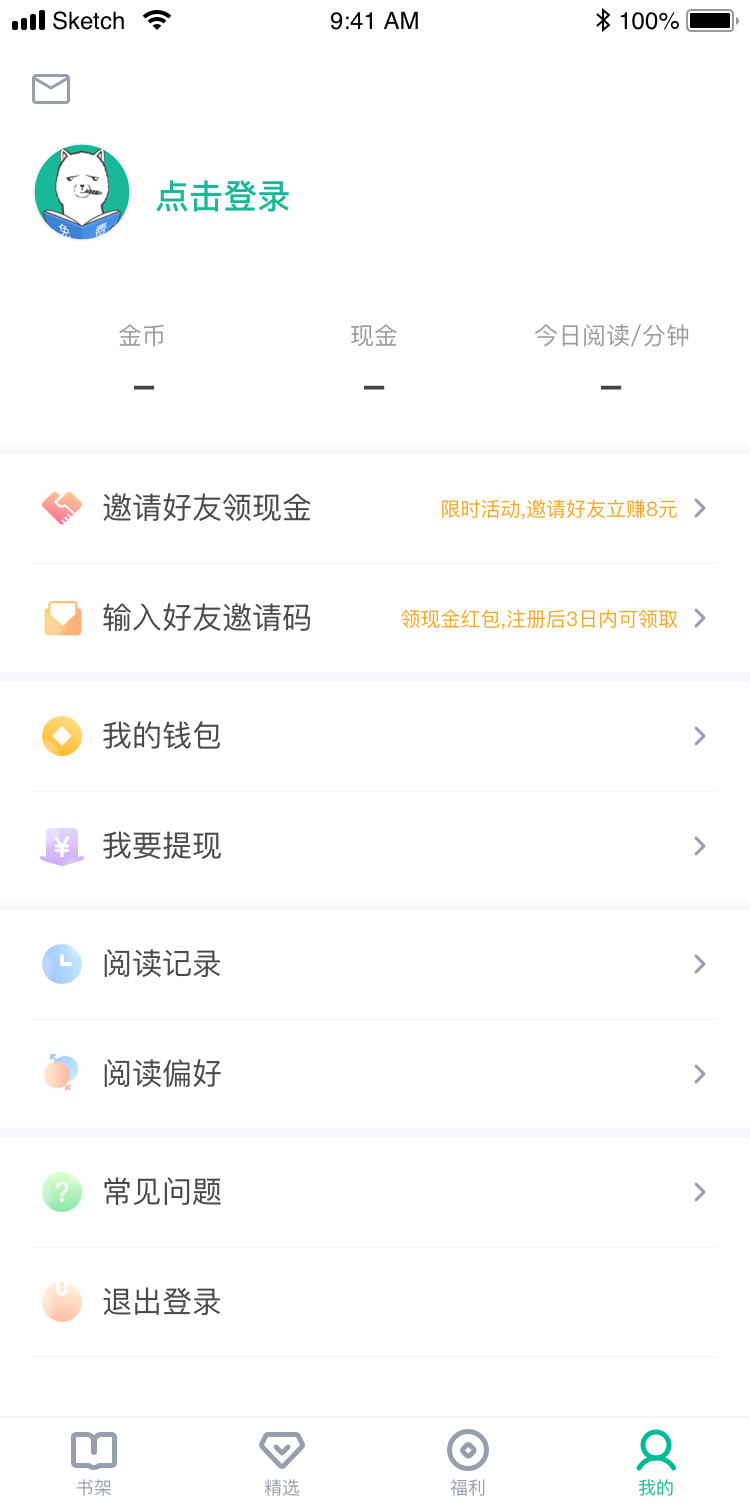 Sketch 9:41 AM 100%
免 费
点击登录
金币 现金 今日阅读/分钟
– – –
邀请好友领现金 限时活动,邀请好友立赚8元
输入好友邀请码 领现金红包,注册后3日内可领取
我的钱包
¥
我要提现
阅读记录
阅读偏好
?
常见问题
退出登录
书架 精选 福利 我的